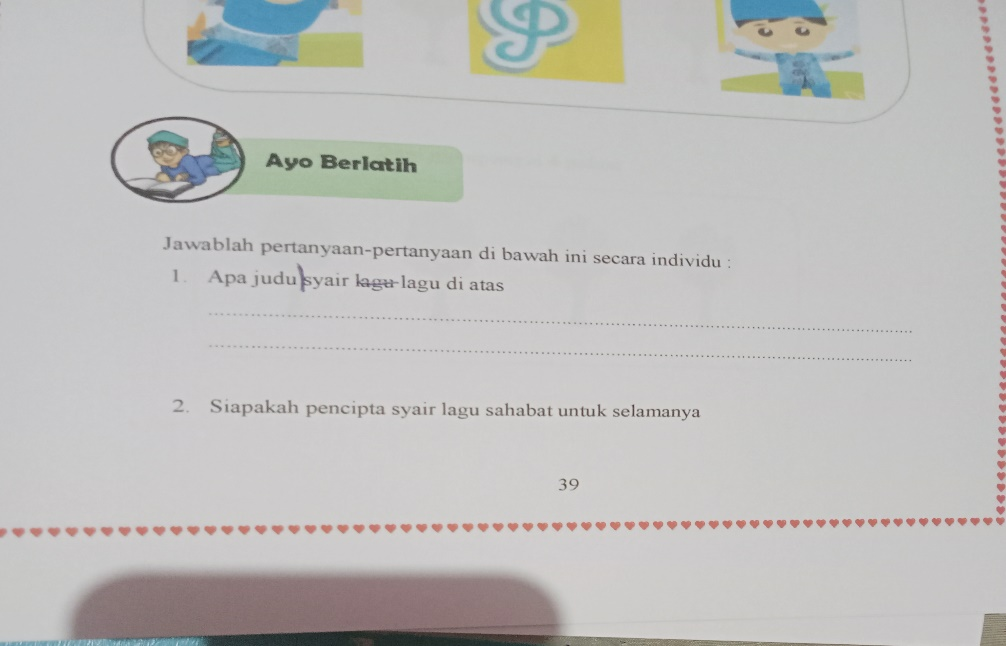 Ayo Berlatih
Jawablah pertanyaan-pertanyaan di bawah ini secara individu :
1. Apa judul syair lagu lagu di atas
2. Siapakah pencipta syair lagu sahabat untuk selamanya
39